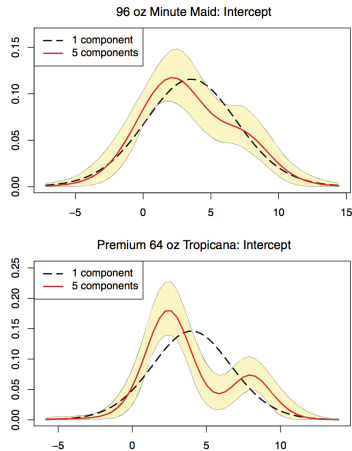 96 oz Minute Maid: Intercept
1 component
5 components
0.15
0.10
0.05
0.00
−5 0 5 10 15
Premium 64 oz Tropicana: Intercept
1 component
5 components
0.25
0.20
0.15
0.10
0.05
0.00
−5 0 5 10